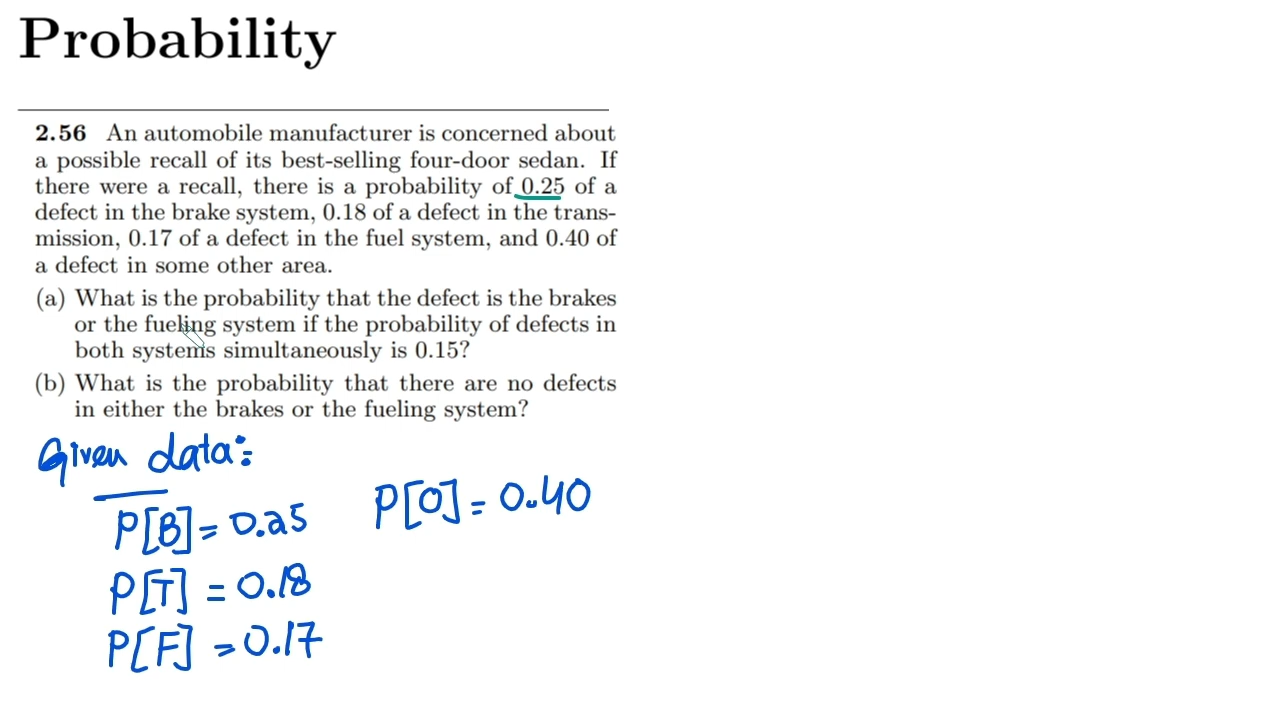 Probability
2.56 An automobile manufacturer is concerned about
a possible recall of its best-selling four-door sedan. If
there were a recall, there is a probability of 0.25 of a
defect in the brake system, 0.18 of a defect in the trans-
mission, 0.17 of a defect in the fuel system, and 0.40 of
a defect in some other area.
(a) What is the probability that the defect is the brakes
or the fueling system if the probability of defects in
both systems simultaneously is 0.15?
(b) What is the probability that there are no defects
in either the brakes or the fueling system?
Given data:
P[B] = 0.25
P[O] = 0.40
P[T] = 0.18
P[F] = 0.17